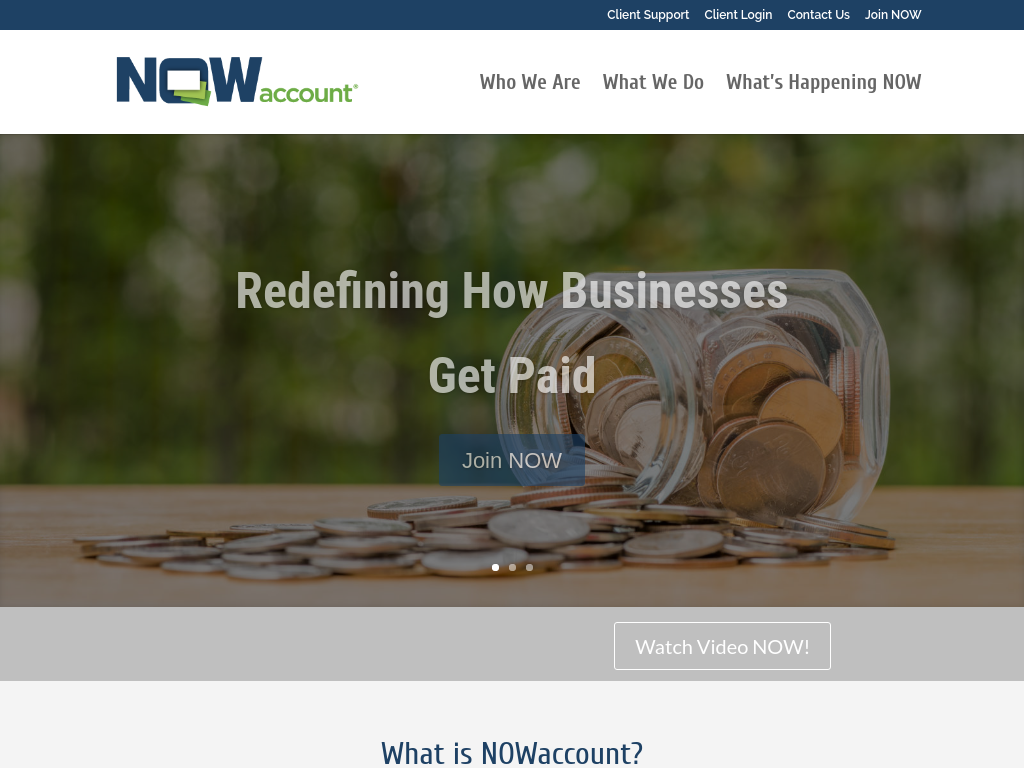 Client Support Client Login Contact Us Join NOW
NOWaccount®
Who We Are What We Do What's Happening NOW
Redefining How Businesses
Get Paid
Join NOW
Watch Video NOW!
What is NOWaccount?